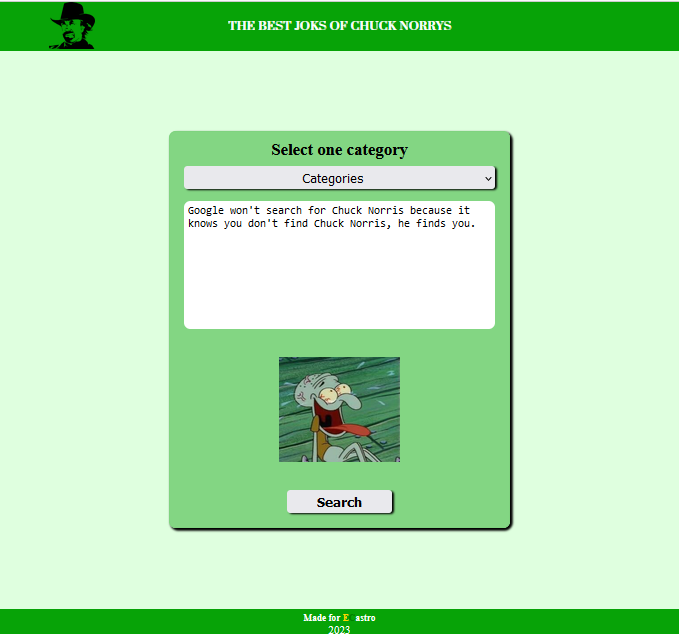 THE BEST JOKS OF CHUCK NORRYS
Select one category
Categories
Google won't search for Chuck Norris because it
knows you don't find Chuck Norris, he finds you.
Search
Made for E astro
2023